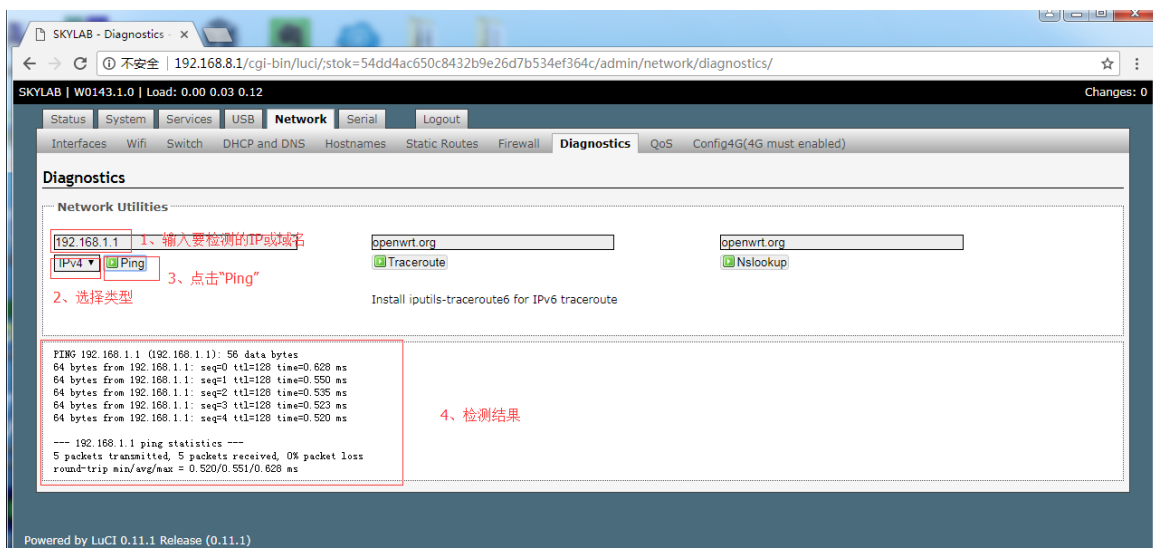 SKYLAB - Diagnostics - ×
不安全 | 192.168.8.1/cgi-bin/luci/;stok=54dd4ac650c8432b9e26d7b534ef364c/admin/network/diagnostics/
SKYLAB | W0143.1.0 | Load: 0.00 0.03 0.12 Changes: 0
Status System Services USB Network Serial Logout
Interfaces Wifi Switch DHCP and DNS Hostnames Static Routes Firewall Diagnostics QoS Config4G(4G must enabled)
Diagnostics
Network Utilities
192.168.1.1 1、输入要检测的IP或域名 openwrt.org openwrt.org
IPv4 Ping Traceroute Nslookup
3、点击“Ping”
2、选择类型 Install iputils-traceroute6 for IPv6 traceroute
PING 192.168.1.1 (192.168.1.1): 56 data bytes
64 bytes from 192.168.1.1: seq=0 ttl=128 time=0.628 ms
64 bytes from 192.168.1.1: seq=1 ttl=128 time=0.550 ms
64 bytes from 192.168.1.1: seq=2 ttl=128 time=0.535 ms
64 bytes from 192.168.1.1: seq=3 ttl=128 time=0.523 ms
64 bytes from 192.168.1.1: seq=4 ttl=128 time=0.520 ms
4、检测结果
--- 192.168.1.1 ping statistics ---
5 packets transmitted, 5 packets received, 0% packet loss
round-trip min/avg/max = 0.520/0.551/0.628 ms
Powered by LuCI 0.11.1 Release (0.11.1)